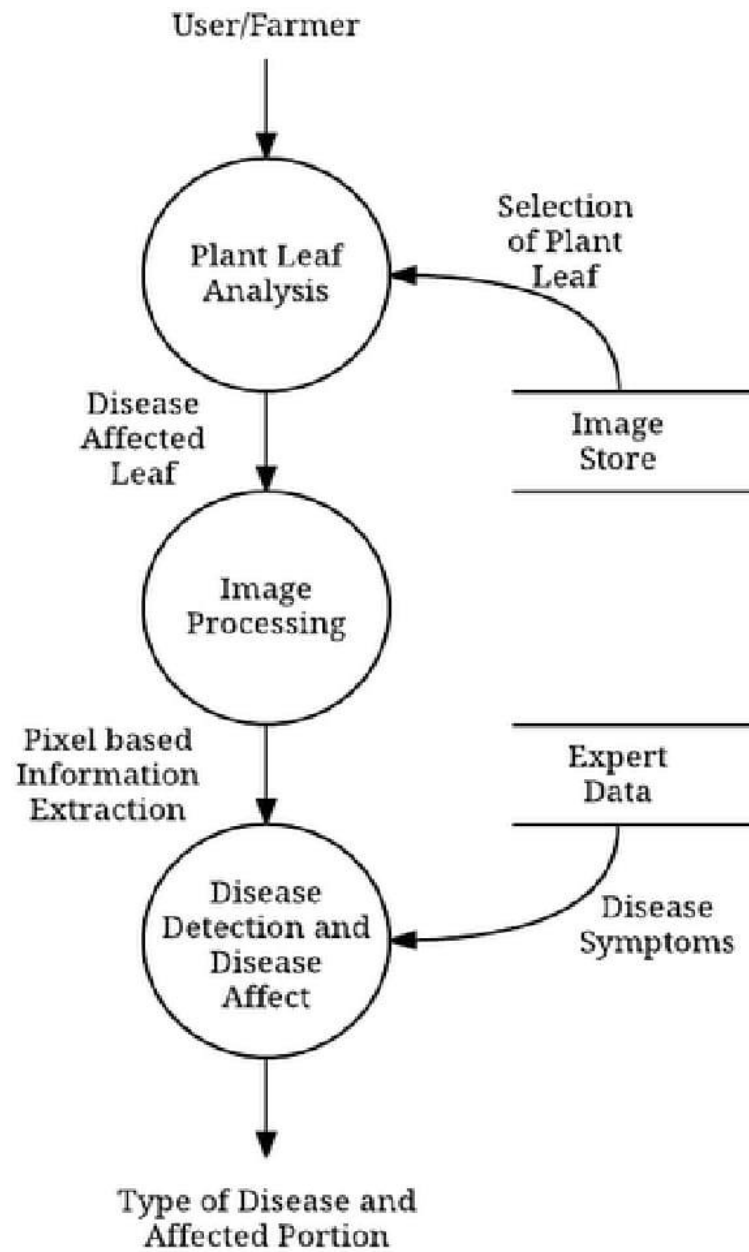 User/Farmer
Plant Leaf
Analysis
Selection
of Plant
Leaf
Disease
Affected
Leaf
Image
Store
Image
Processing
Pixel based
Information
Extraction
Expert
Data
Disease
Detection and
Disease
Affect
Disease
Symptoms
Type of Disease and
Affected Portion